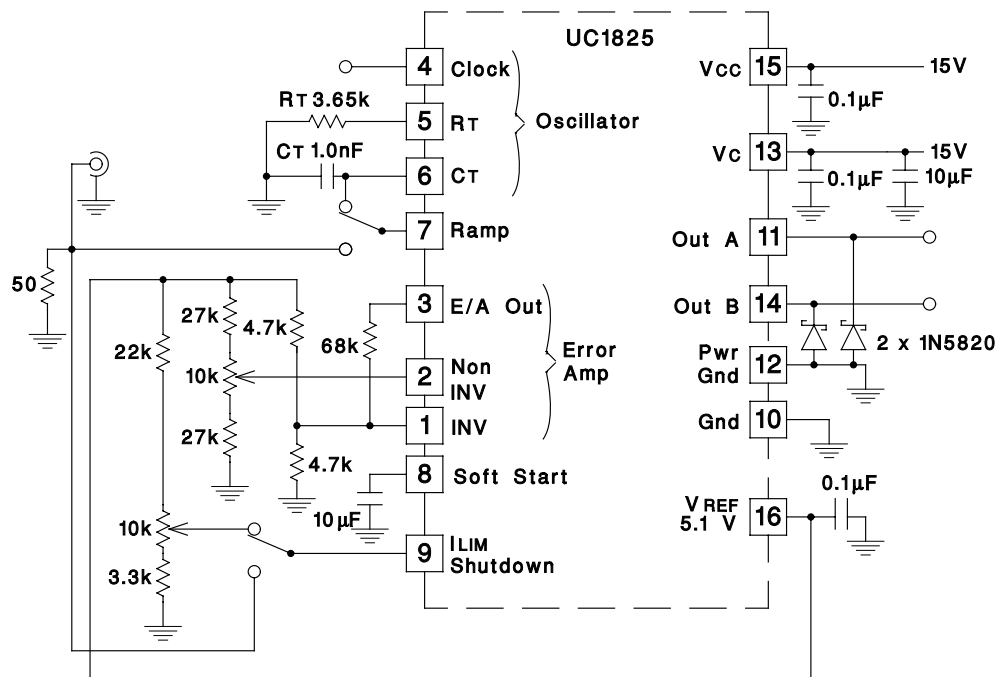 UC1825
4 Clock
15 VCC
15V
0.1µF
RT 3.65k
5 RT
Oscillator
CT 1.0nF
6 CT
13 VC
15V
0.1µF
10µF
7 Ramp
Out A 11
50
3 E/A Out
Out B 14
27k
4.7k
22k
68k
2 x 1N5820
Error
Amp
Pwr
Gnd 12
10k
2 Non
INV
27k
1 INV
Gnd 10
4.7k
8 Soft Start
0.1µF
10µF
VREF
5.1 V 16
10k
9 ILIM
Shutdown
3.3k